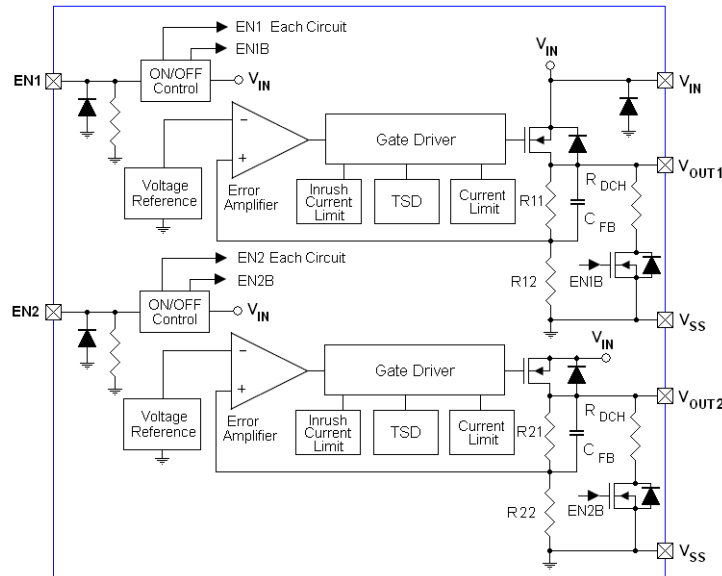 EN1 Each Circuit
EN1B
EN1
ON/OFF
Control
VIN
VIN
VIN
Voltage
Reference
−
+
Error
Amplifier
Gate Driver
Inrush
Current
Limit
TSD
Current
Limit
R11
CFB
RDCH
VOUT1
R12
EN1B
VSS
EN2 Each Circuit
EN2B
EN2
ON/OFF
Control
VIN
VIN
Voltage
Reference
−
+
Error
Amplifier
Gate Driver
Inrush
Current
Limit
TSD
Current
Limit
R21
CFB
RDCH
VOUT2
R22
EN2B
VSS